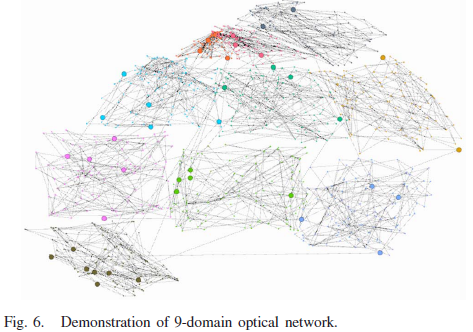 Fig. 6. Demonstration of 9-domain optical network.